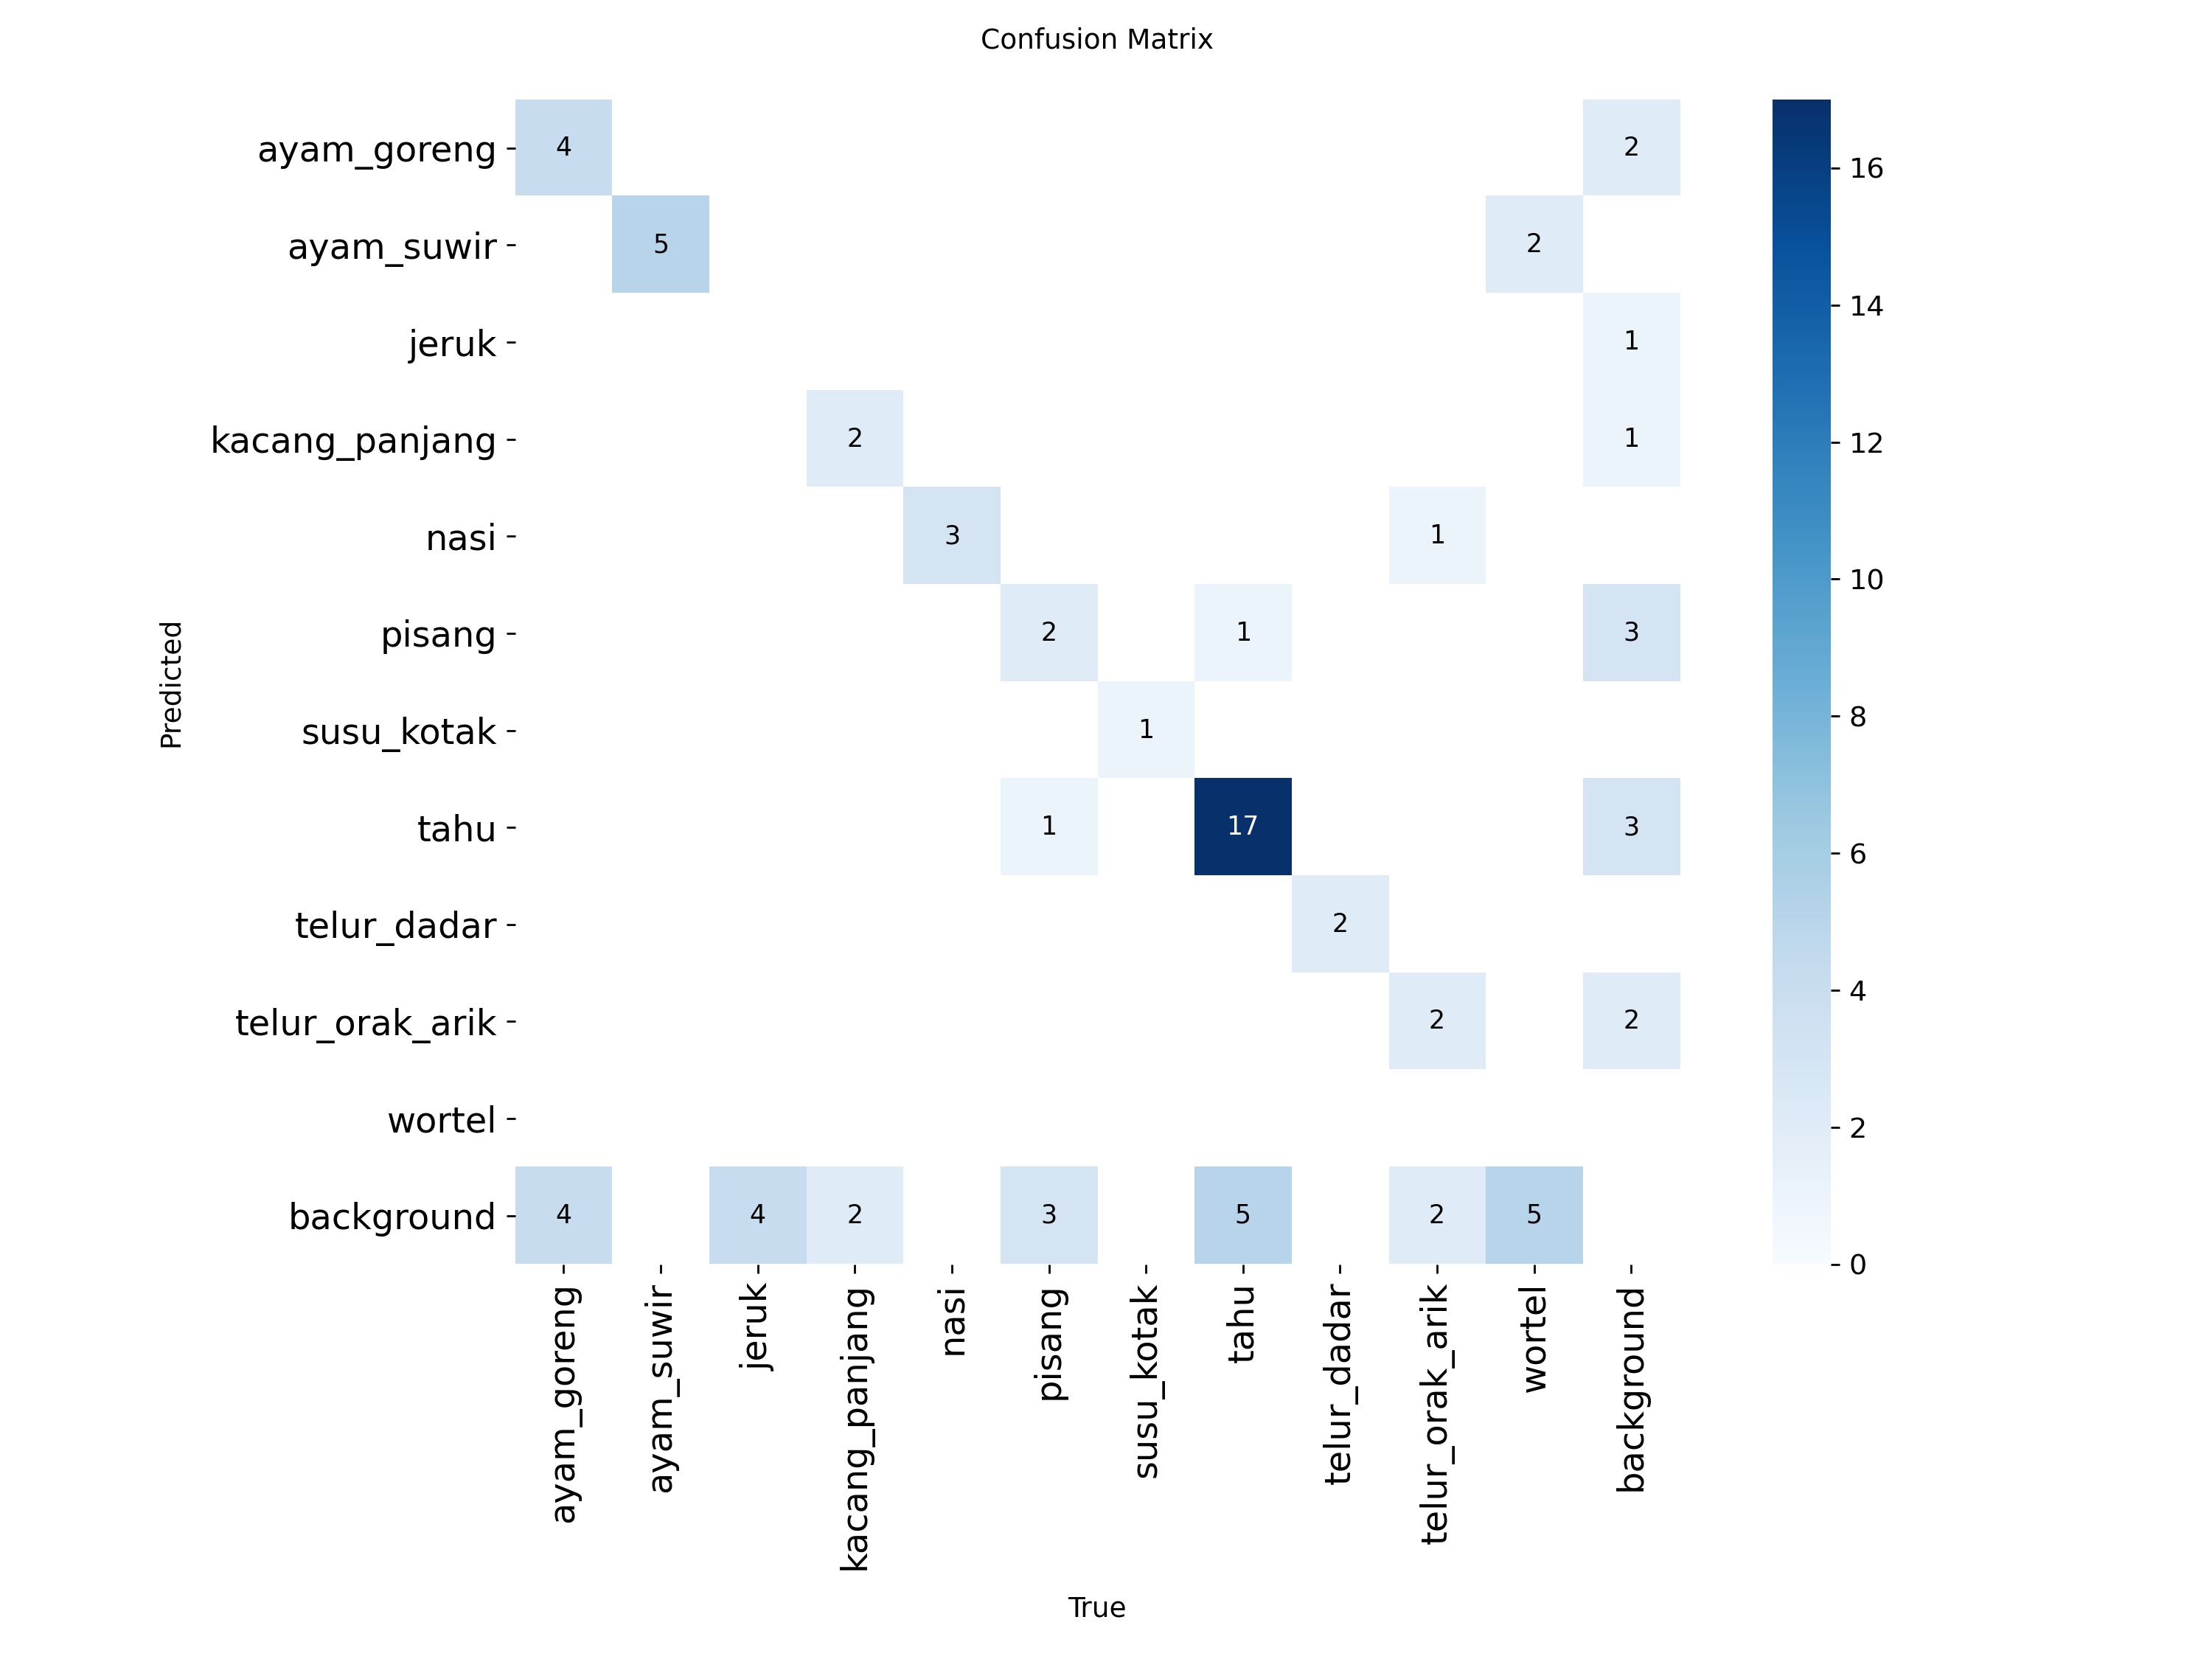 Confusion Matrix
ayam_goreng 4 2
ayam_suwir 5 2
jeruk 1
kacang_panjang 2 1
nasi 3 1
pisang 2 1 3
susu_kotak 1
tahu 1 17 3
telur_dadar 2
telur_orak_arik 2 2
wortel
background 4 4 2 3 5 2 5
Predicted
ayam_goreng
ayam_suwir
jeruk
kacang_panjang
nasi
pisang
susu_kotak
tahu
telur_dadar
telur_orak_arik
wortel
background
True
16
14
12
10
8
6
4
2
0